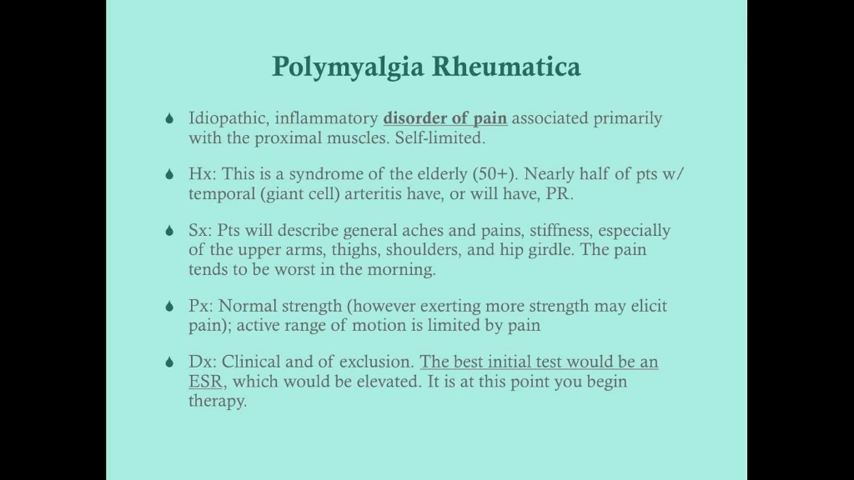 Polymyalgia Rheumatica
Idiopathic, inflammatory disorder of pain associated primarily
with the proximal muscles. Self-limited.
Hx: This is a syndrome of the elderly (50+). Nearly half of pts w/
temporal (giant cell) arteritis have, or will have, PR.
Sx: Pts will describe general aches and pains, stiffness, especially
of the upper arms, thighs, shoulders, and hip girdle. The pain
tends to be worst in the morning.
Px: Normal strength (however exerting more strength may elicit
pain); active range of motion is limited by pain
Dx: Clinical and of exclusion. The best initial test would be an
ESR, which would be elevated. It is at this point you begin
therapy.